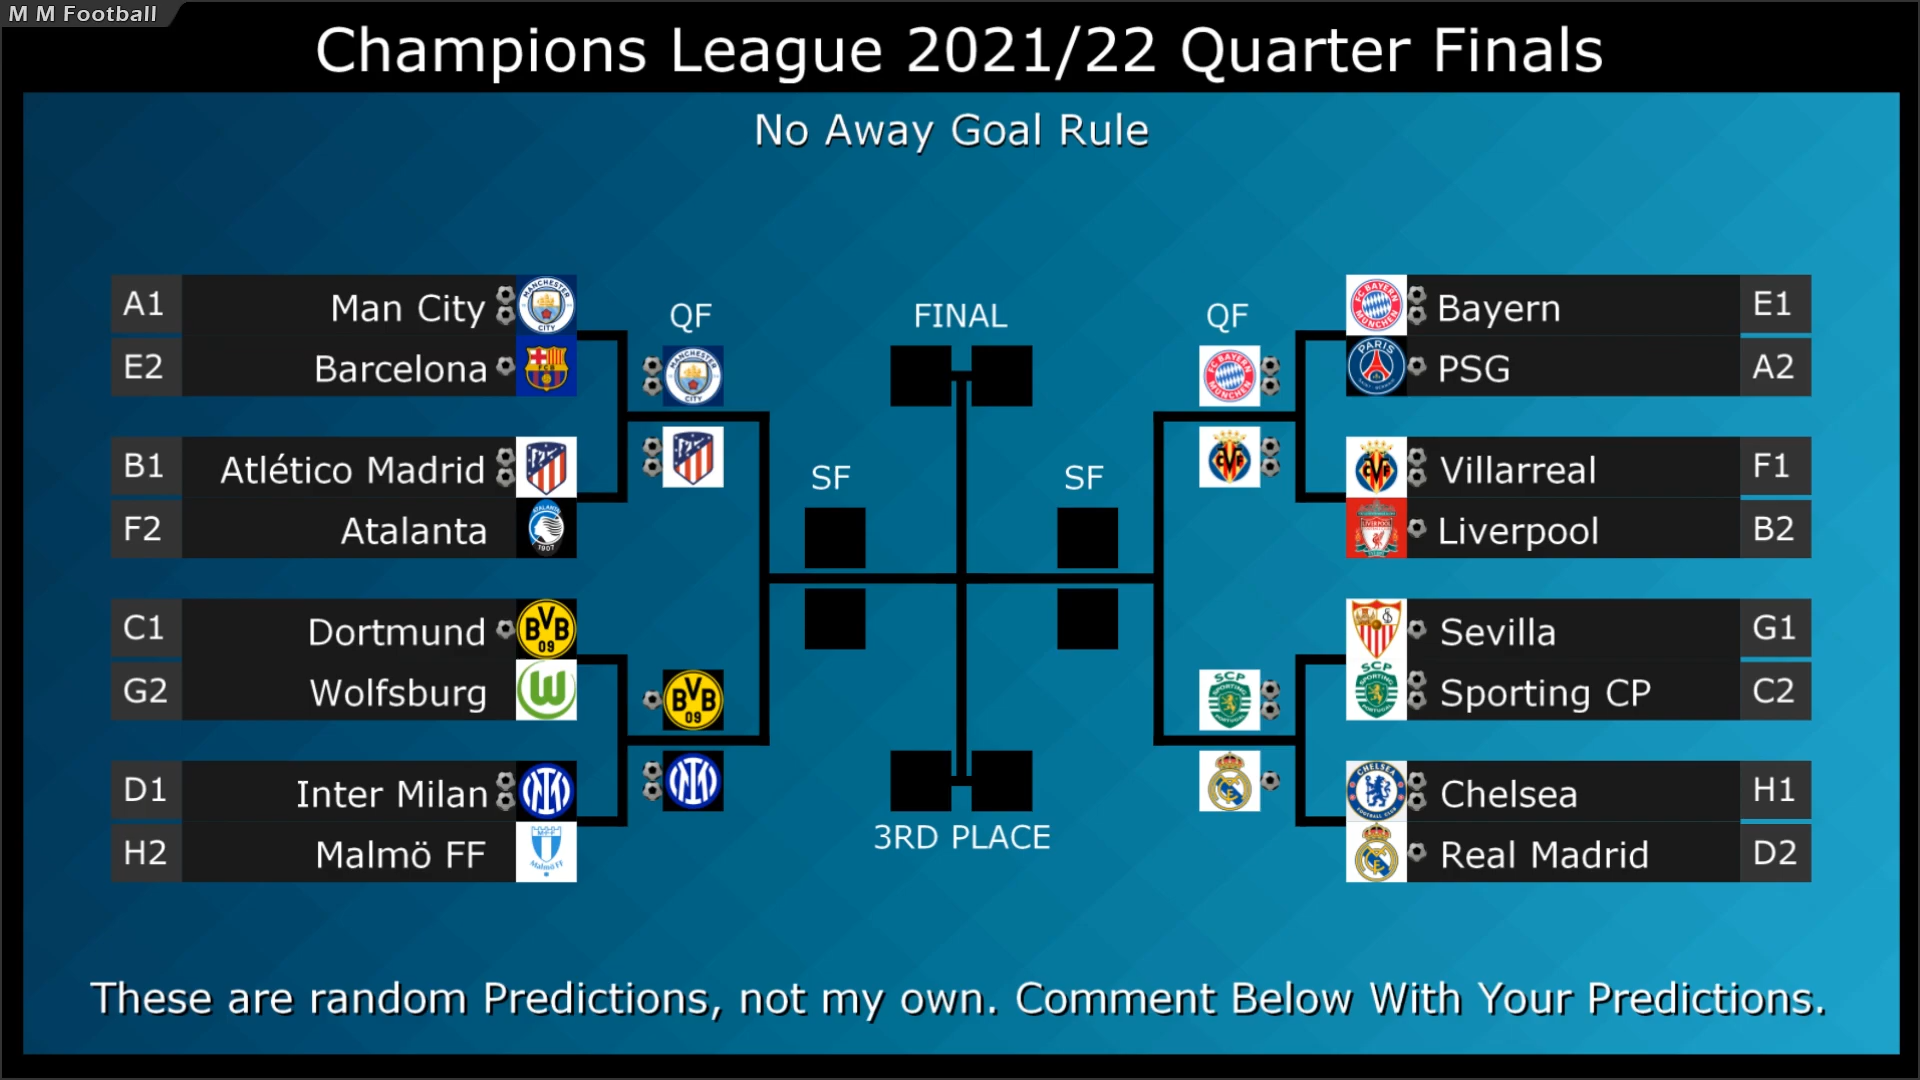 M M Football
Champions League 2021/22 Quarter Finals
No Away Goal Rule
A1 Man City
E2 Barcelona
B1 Atlético Madrid
F2 Atalanta
C1 Dortmund
G2 Wolfsburg
D1 Inter Milan
H2 Malmö FF
QF
SF
FINAL
3RD PLACE
SF
QF
Bayern E1
PSG A2
Villarreal F1
Liverpool B2
Sevilla G1
Sporting CP C2
Chelsea H1
Real Madrid D2
These are random Predictions, not my own. Comment Below With Your Predictions.